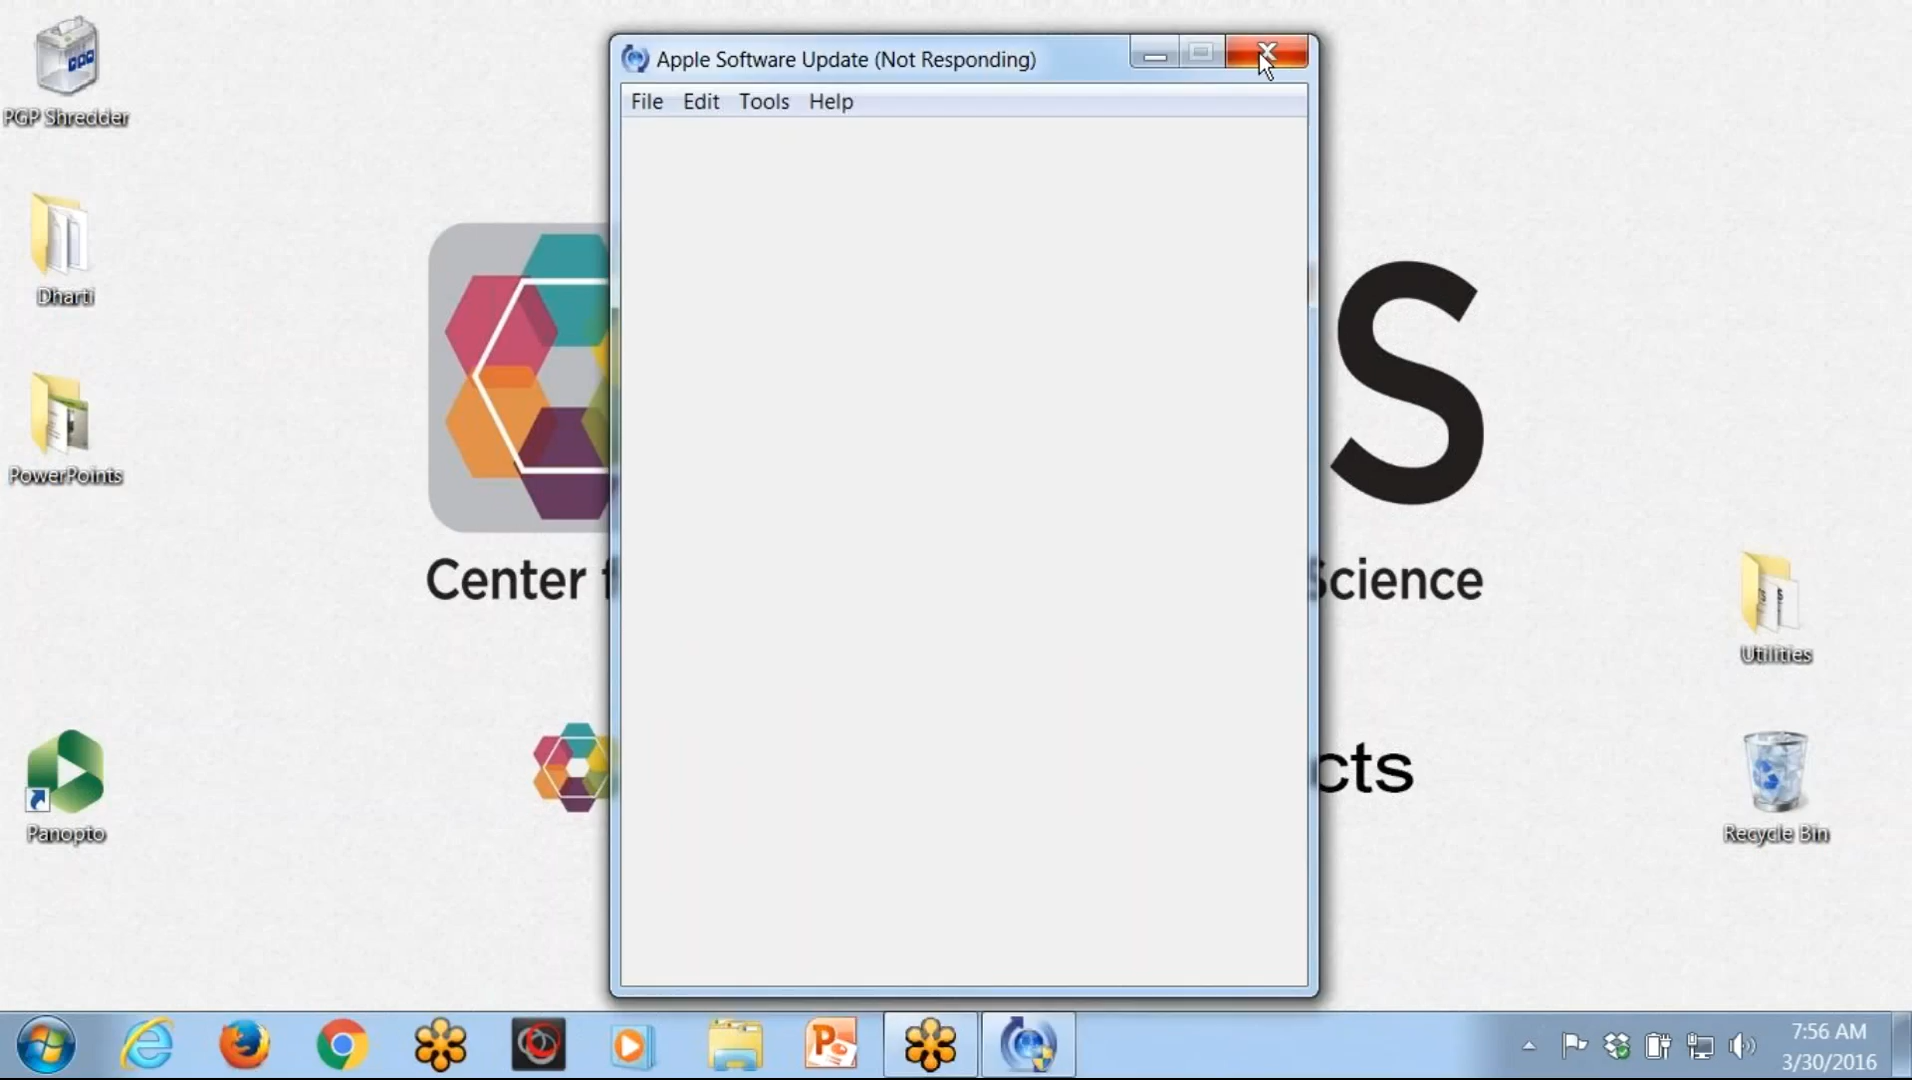 Apple Software Update (Not Responding)
File Edit Tools Help
PGP Shredder
Dharti
PowerPoints
Panopto
S
Center
Science
cts
Utilities
Recycle Bin
7:56 AM
3/30/2016